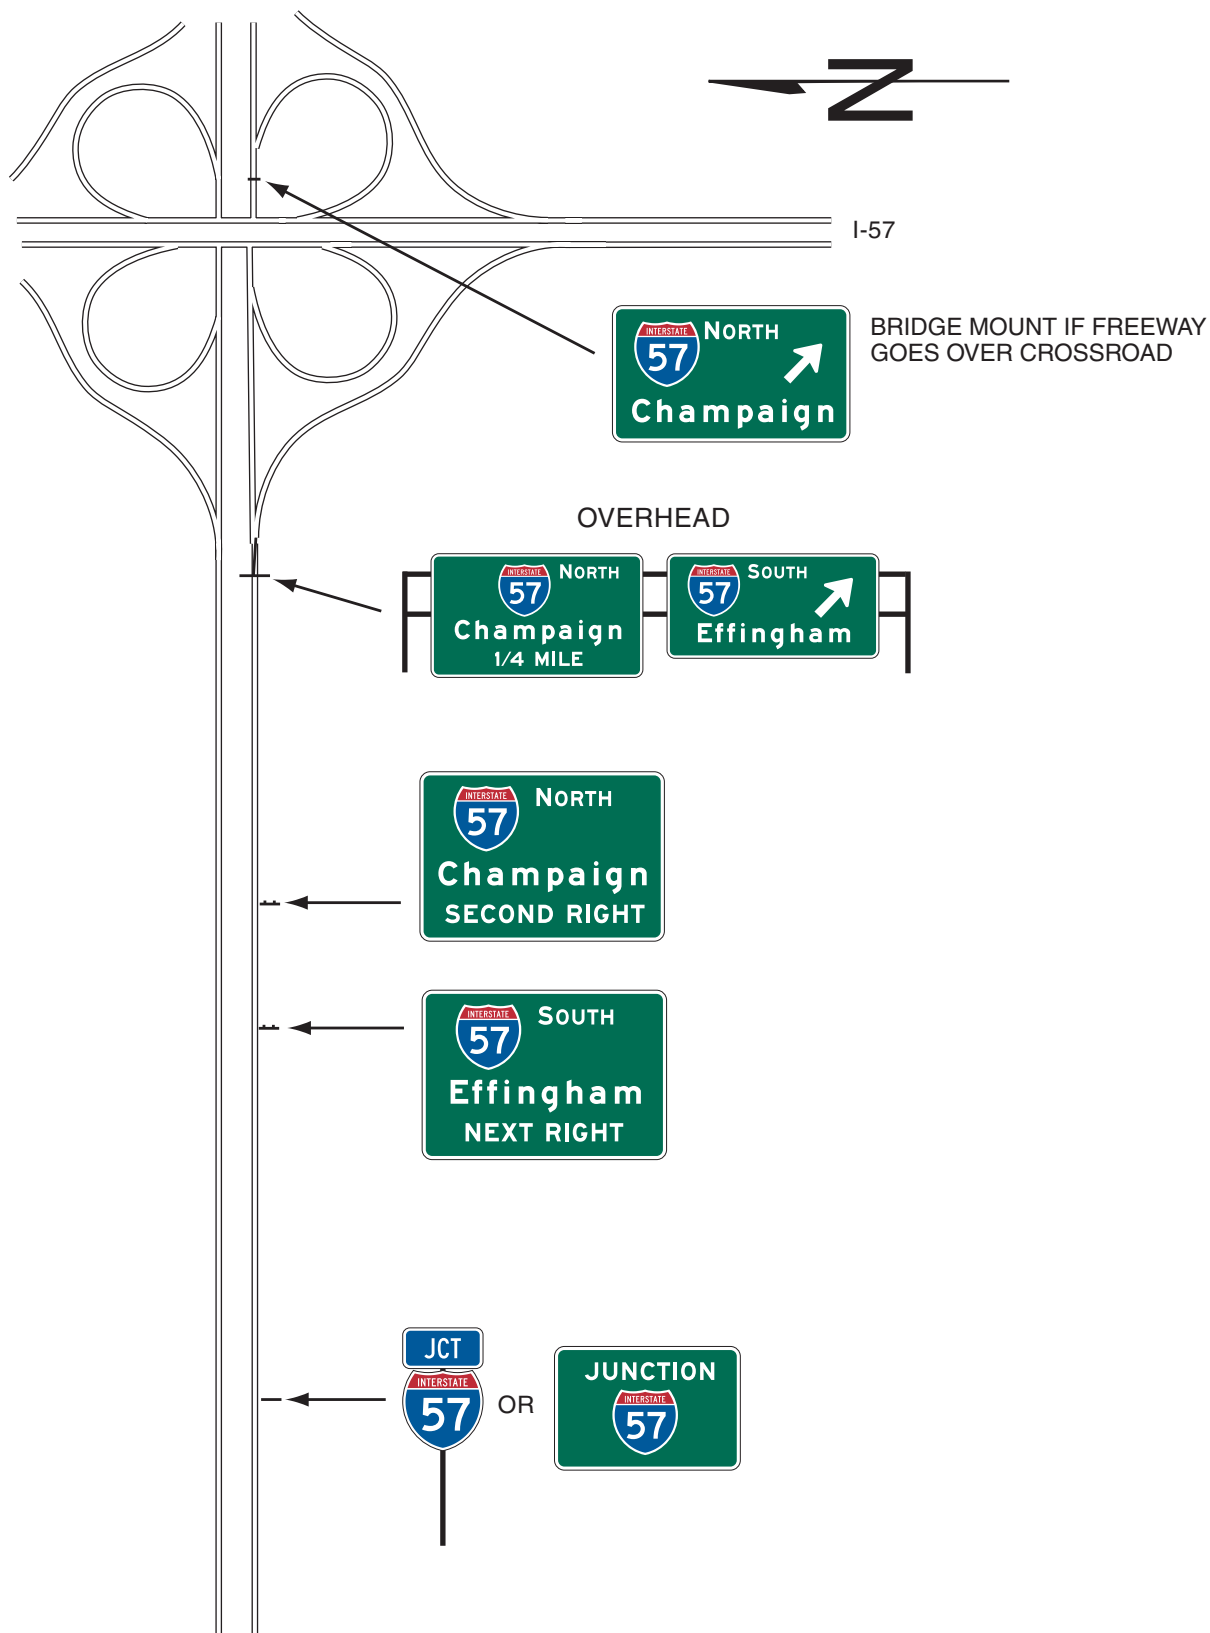 N
I-57
INTERSTATE
57
NORTH
Champaign
BRIDGE MOUNT IF FREEWAY
GOES OVER CROSSROAD
OVERHEAD
INTERSTATE
57
NORTH
Champaign
1/4 MILE
INTERSTATE
57
SOUTH
Effingham
INTERSTATE
57
NORTH
Champaign
SECOND RIGHT
INTERSTATE
57
SOUTH
Effingham
NEXT RIGHT
JCT
INTERSTATE
57
OR
JUNCTION
INTERSTATE
57